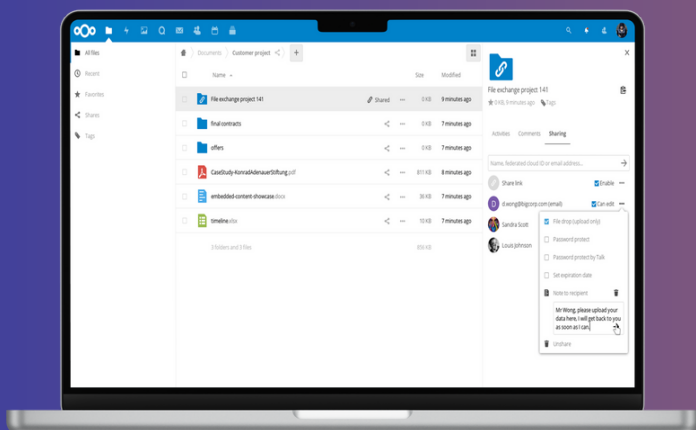 All files
Recent
Favorites
Shares
Tags
Documents
Customer project
Name
Size
Modified
File exchange project 141
Shared
0 KB
9 minutes ago
final contracts
0 KB
7 minutes ago
offers
0 KB
7 minutes ago
CaseStudy-KonradAdenauerStiftung.pdf
811 KB
8 minutes ago
embedded-content-showcase.docx
36 KB
7 minutes ago
timeline.xlsx
10 KB
7 minutes ago
3 folders and 3 files
856 KB
File exchange project 141
0 KB, 9 minutes ago
Tags
Activities
Comments
Sharing
Name, federated cloud ID or email address...
Share link
Enable
D
d.wong@bigcorp.com (email)
Can edit
Sandra Scott
Louis Johnson
File drop (upload only)
Password protect
Password protect by Talk
Set expiration date
Note to recipient
Mr Wong, please upload your
data here, I will get back to you
as soon as I can.
Unshare